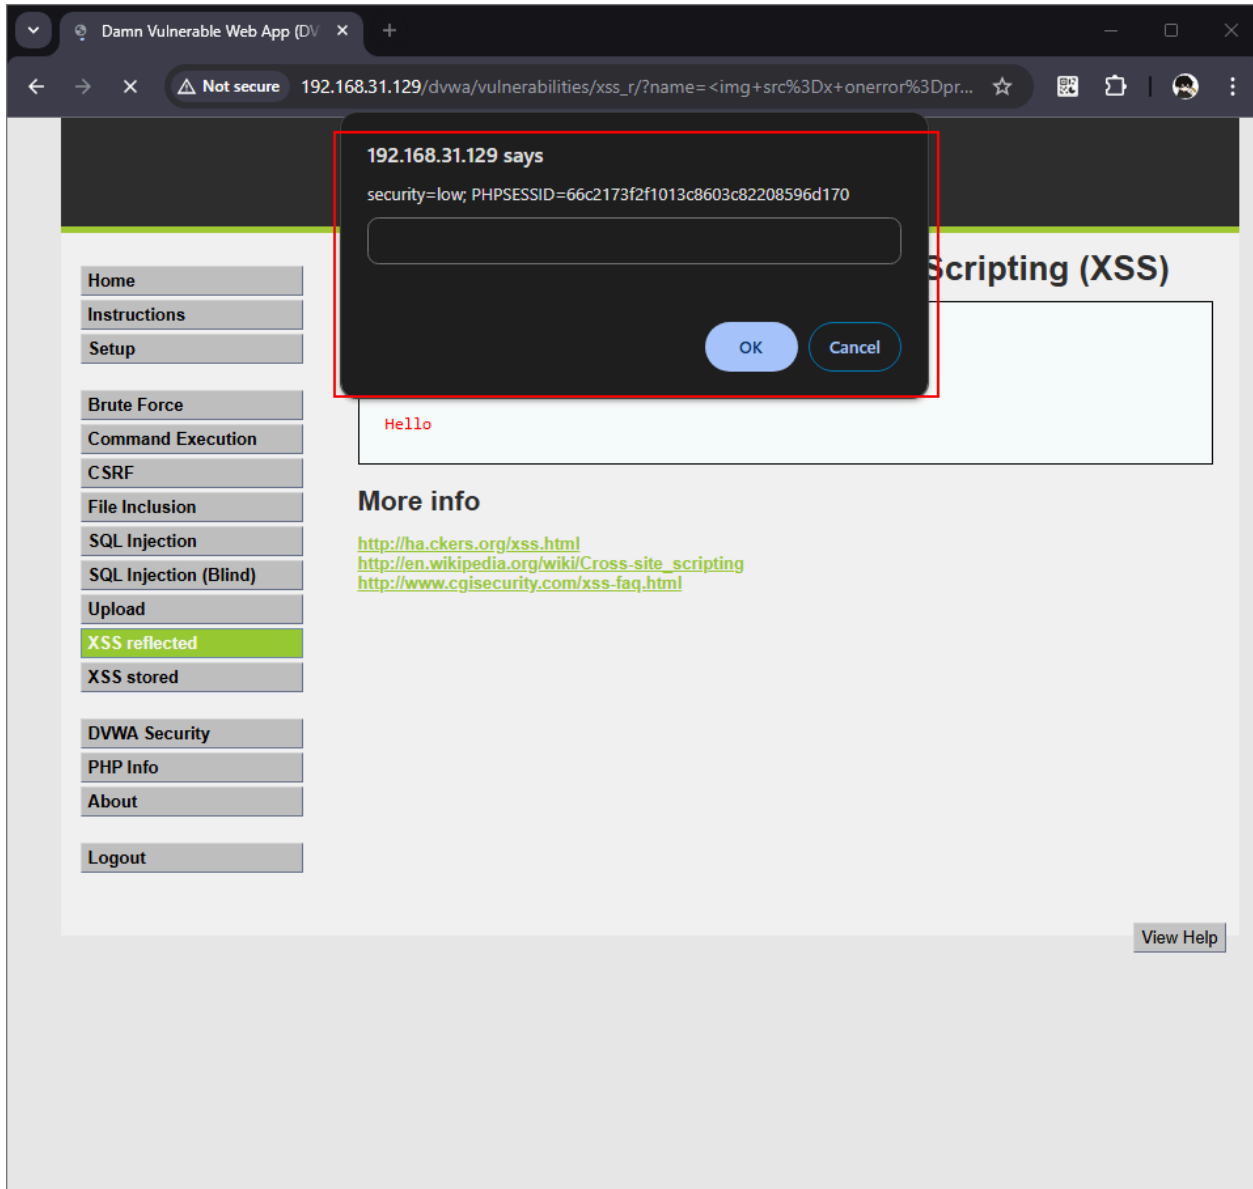 Damn Vulnerable Web App (DV
Not secure 192.168.31.129/dvwa/vulnerabilities/xss_r/?name=<img+src%3Dx+onerror%3Dpr...
192.168.31.129 says
security=low; PHPSESSID=66c2173f2f1013c8603c82208596d170
OK
Cancel
Scripting (XSS)
Hello
More info
http://ha.ckers.org/xss.html
http://en.wikipedia.org/wiki/Cross-site_scripting
http://www.cgisecurity.com/xss-faq.html
Home
Instructions
Setup
Brute Force
Command Execution
CSRF
File Inclusion
SQL Injection
SQL Injection (Blind)
Upload
XSS reflected
XSS stored
DVWA Security
PHP Info
About
Logout
View Help